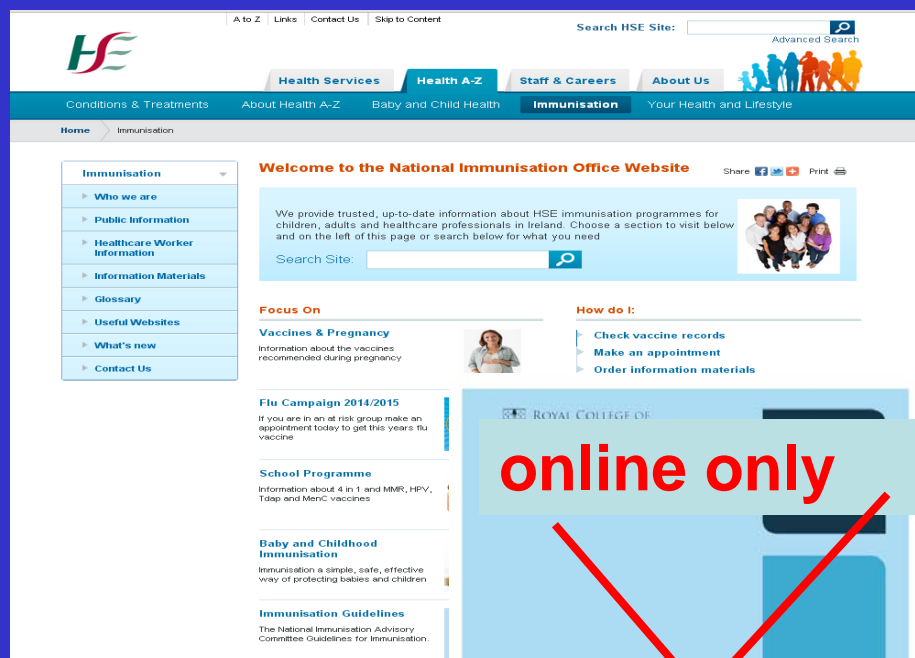 A to Z Links Contact Us Skip to Content
Search HSE Site:
Advanced Search
HSE
Health Services Health A-Z Staff & Careers About Us
Conditions & Treatments About Health A-Z Baby and Child Health Immunisation Your Health and Lifestyle
Home Immunisation
Immunisation
Who we are
Public Information
Healthcare Worker
Information
Information Materials
Glossary
Useful Websites
What's new
Contact Us
Welcome to the National Immunisation Office Website
Share Print
We provide trusted, up-to-date information about HSE immunisation programmes for
children, adults and healthcare professionals in Ireland. Choose a section to visit below
and on the left of this page or search below for what you need
Search Site:
Focus On
Vaccines & Pregnancy
Information about the vaccines
recommended during pregnancy
Flu Campaign 2014/2015
If you are in an at risk group make an
appointment today to get this years flu
vaccine
School Programme
Information about 4 in 1 and MMR, HPV,
Tdap and MenC vaccines
Baby and Childhood
Immunisation
Immunisation a simple, safe, effective
way of protecting babies and children
Immunisation Guidelines
The National Immunisation Advisory
Committee Guidelines for Immunisation.
How do I:
Check vaccine records
Make an appointment
Order information materials
ROYAL COLLEGE OF
online only